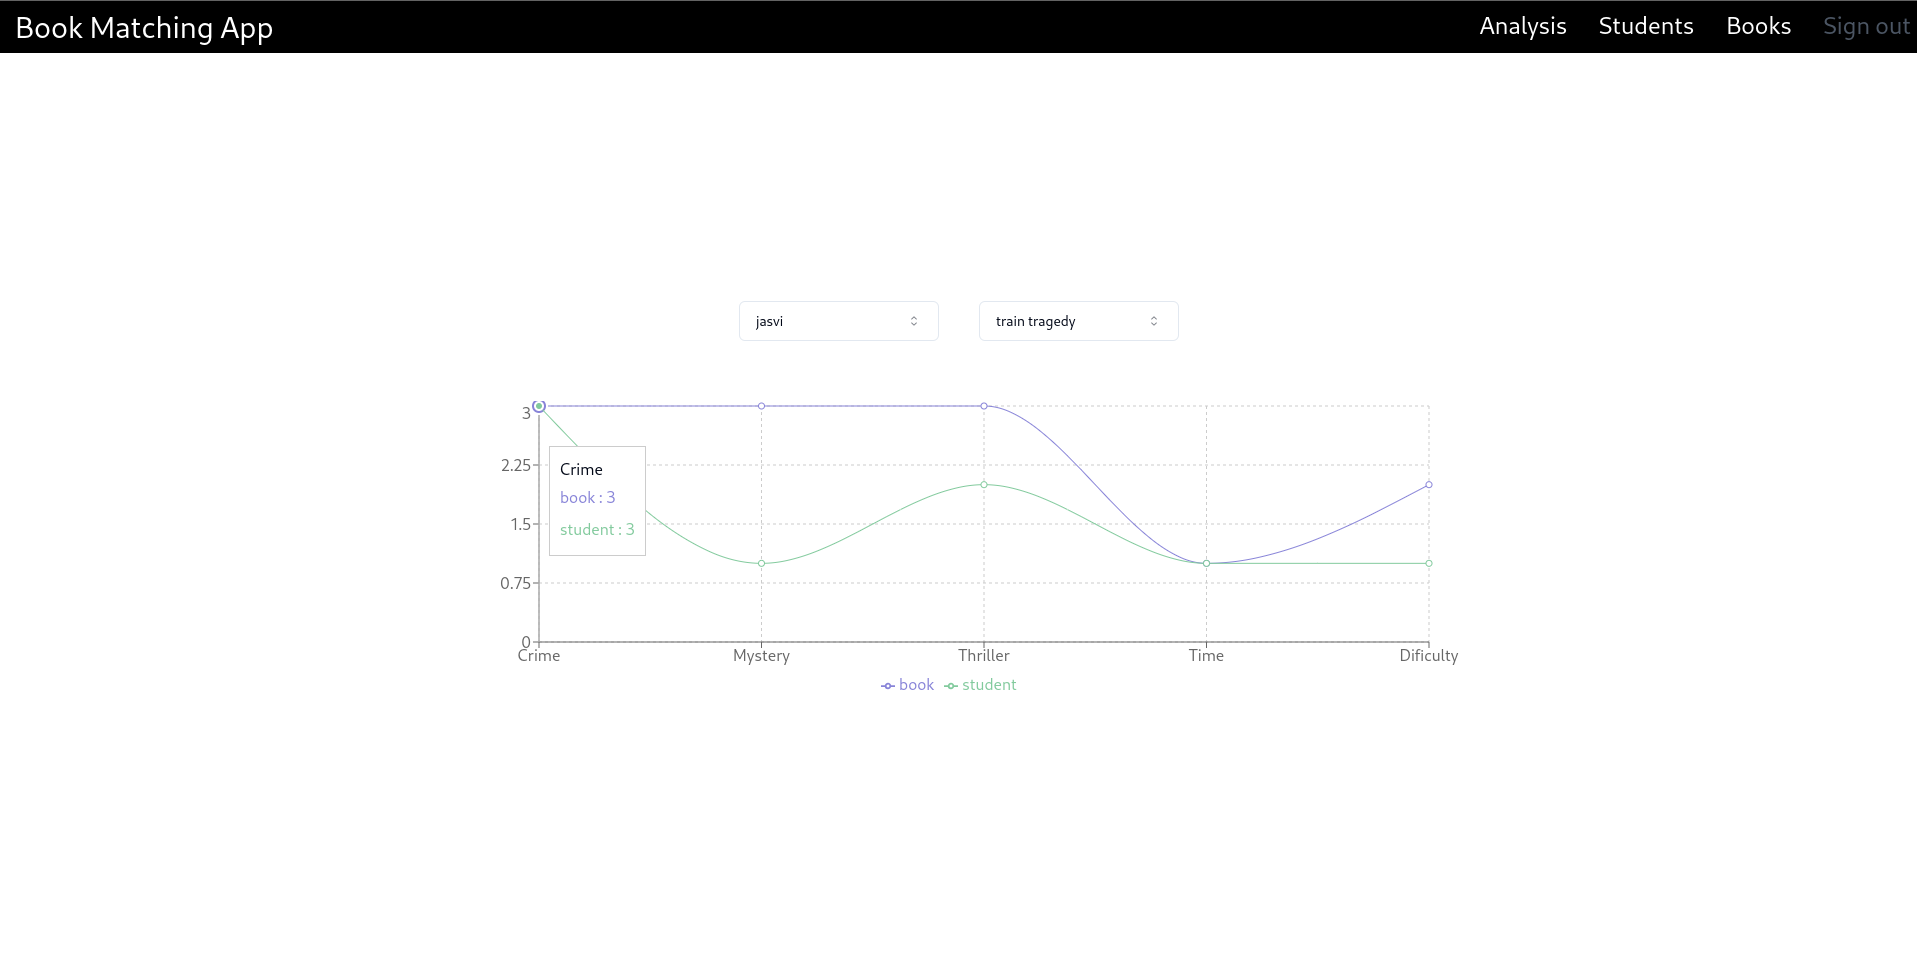 Book Matching App
Analysis Students Books Sign out
jasvi
train tragedy
3
2.25
1.5
0.75
0
Crime
book : 3
student : 3
Crime Mystery Thriller Time Dificulty
book student